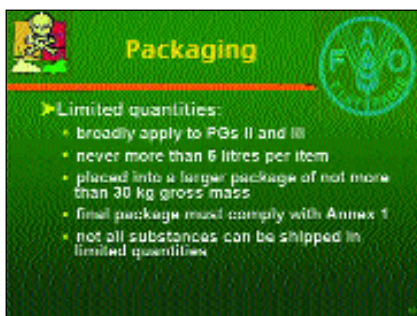 Packaging
F A O
Limited quantities:
broadly apply to PGs II and III
never more than 6 litres per item
placed into a larger package of not more
than 30 kg gross mass
final package must comply with Annex 1
not all substances can be shipped in
limited quantities